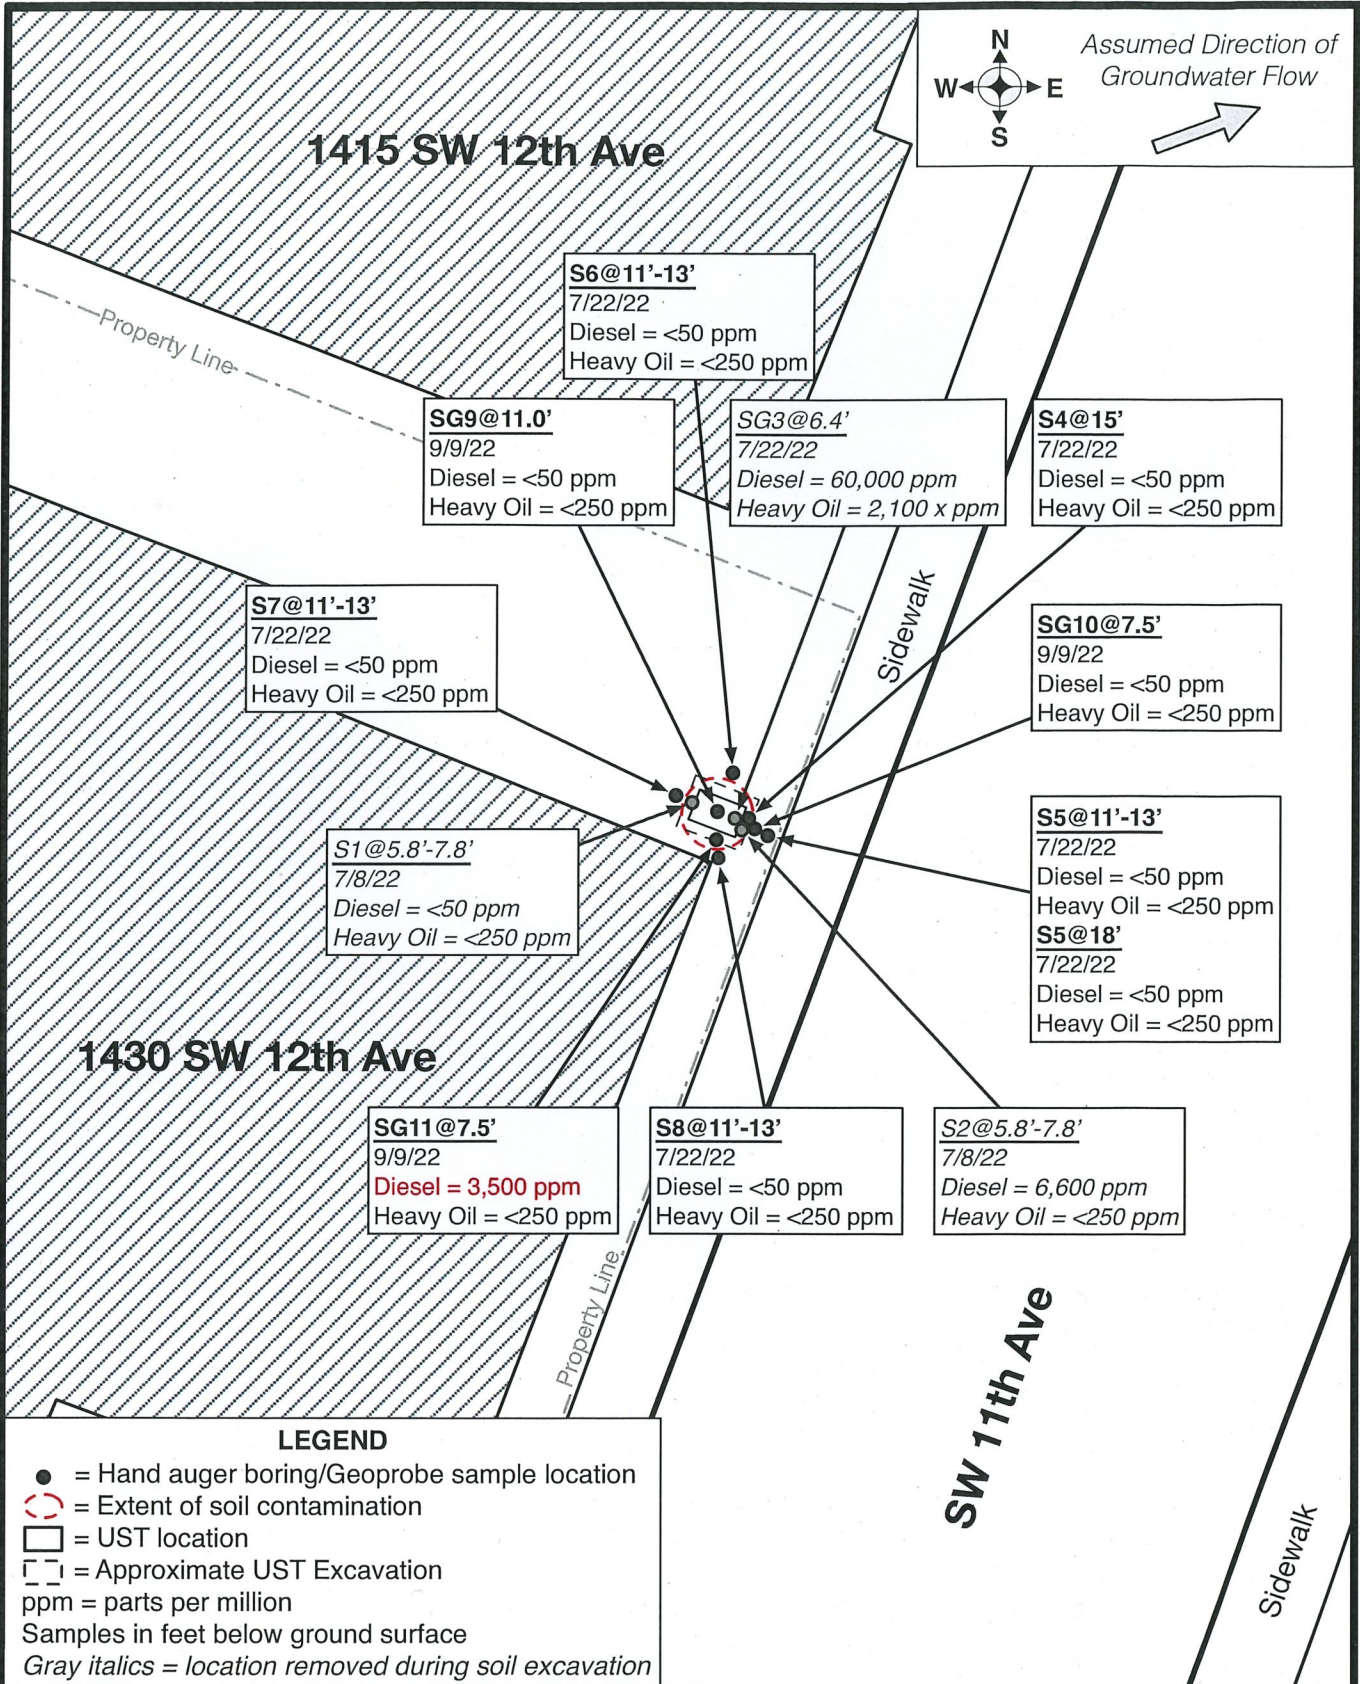 N
W E
S
Assumed Direction of
Groundwater Flow
1415 SW 12th Ave
Property Line
S6@11'-13'
7/22/22
Diesel = <50 ppm
Heavy Oil = <250 ppm
SG9@11.0'
9/9/22
Diesel = <50 ppm
Heavy Oil = <250 ppm
SG3@6.4'
7/22/22
Diesel = 60,000 ppm
Heavy Oil = 2,100 x ppm
S4@15'
7/22/22
Diesel = <50 ppm
Heavy Oil = <250 ppm
Sidewalk
S7@11'-13'
7/22/22
Diesel = <50 ppm
Heavy Oil = <250 ppm
SG10@7.5'
9/9/22
Diesel = <50 ppm
Heavy Oil = <250 ppm
S1@5.8'-7.8'
7/8/22
Diesel = <50 ppm
Heavy Oil = <250 ppm
S5@11'-13'
7/22/22
Diesel = <50 ppm
Heavy Oil = <250 ppm
S5@18'
7/22/22
Diesel = <50 ppm
Heavy Oil = <250 ppm
1430 SW 12th Ave
SG11@7.5'
9/9/22
Diesel = 3,500 ppm
Heavy Oil = <250 ppm
S8@11'-13'
7/22/22
Diesel = <50 ppm
Heavy Oil = <250 ppm
S2@5.8'-7.8'
7/8/22
Diesel = 6,600 ppm
Heavy Oil = <250 ppm
Property Line
SW 11th Ave
Sidewalk
LEGEND
= Hand auger boring/Geoprobe sample location
= Extent of soil contamination
= UST location
= Approximate UST Excavation
ppm = parts per million
Samples in feet below ground surface
Gray italics = location removed during soil excavation